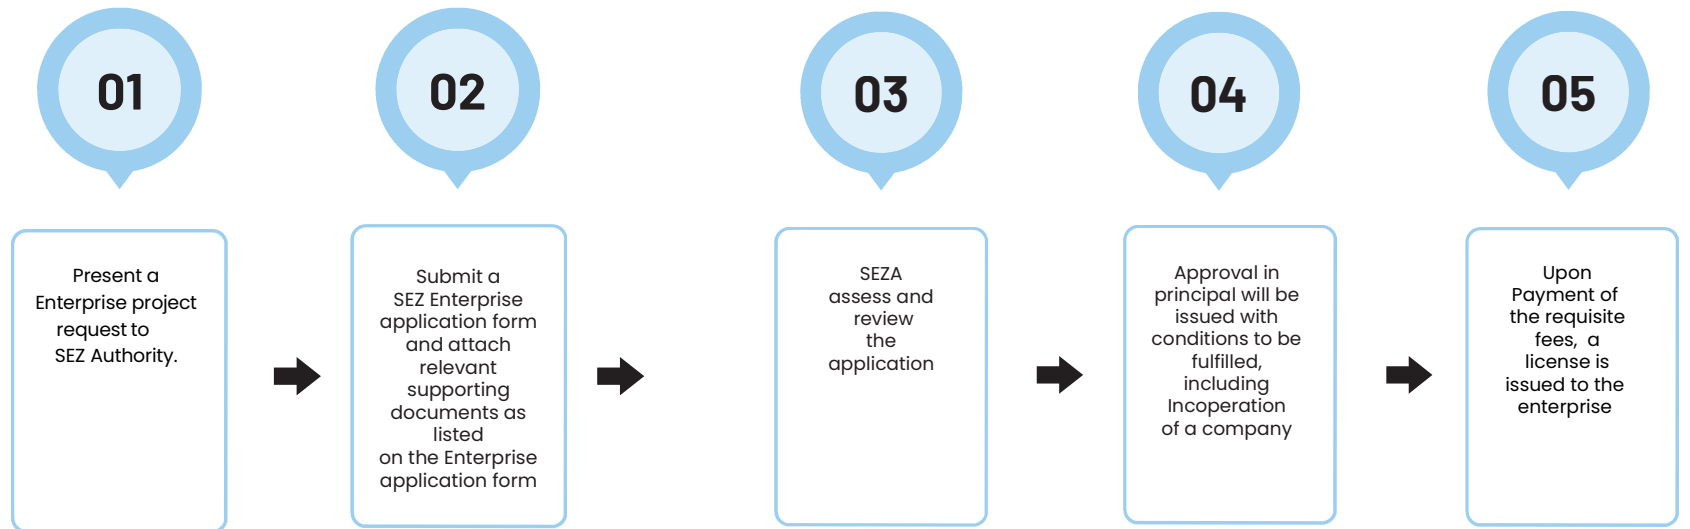 01
Present a
Enterprise project
request to
SEZ Authority.
02
Submit a
SEZ Enterprise
application form
and attach
relevant
supporting
documents as
listed
on the Enterprise
application form
03
SEZA
assess and
review
the
application
04
Approval in
principal will be
issued with
conditions to be
fulfilled,
including
Incoperation
of a company
05
Upon
Payment of
the requisite
fees, a
license is
issued to the
enterprise